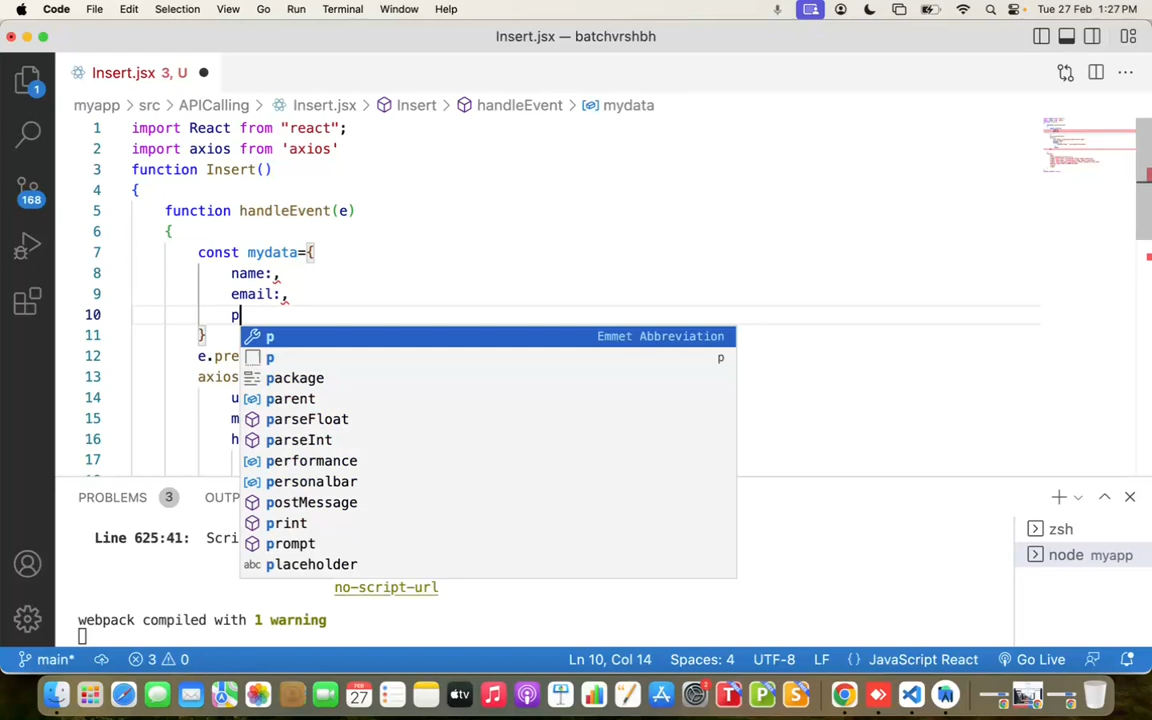 Code File Edit Selection View Go Run Terminal Window Help Tue 27 Feb 1:27 PM
Insert.jsx — batchvrshbh
Insert.jsx 3, U
myapp > src > APICalling > Insert.jsx > Insert > handleEvent > mydata
1 import React from "react";
2 import axios from 'axios'
3 function Insert()
4 {
5 function handleEvent(e)
6 {
7 const mydata={
8 name:,
9 email:,
10 p
11 }
12 e.pre
13 axios
14 u
15 m
16 h
17
p Emmet Abbreviation
p p
package
parent
parseFloat
parseInt
performance
personalbar
postMessage
print
prompt
abc placeholder
1
168
PROBLEMS 3 OUTP
Line 625:41: Scri
no-script-url
webpack compiled with 1 warning
zsh
node myapp
main* 3 0 Ln 10, Col 14 Spaces: 4 UTF-8 LF {} JavaScript React Go Live
FEB
27
tv
T P S